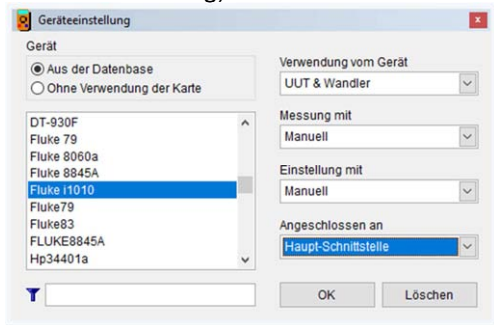 Geräteeinstellung
Gerät
Aus der Datenbase
Ohne Verwendung der Karte
DT-930F
Fluke 79
Fluke 8060a
Fluke 8845A
Fluke i1010
Fluke79
Fluke83
FLUKE8845A
Hp34401a
Verwendung vom Gerät
UUT & Wandler
Messung mit
Manuell
Einstellung mit
Manuell
Angeschlossen an
Haupt-Schnittstelle
OK
Löschen